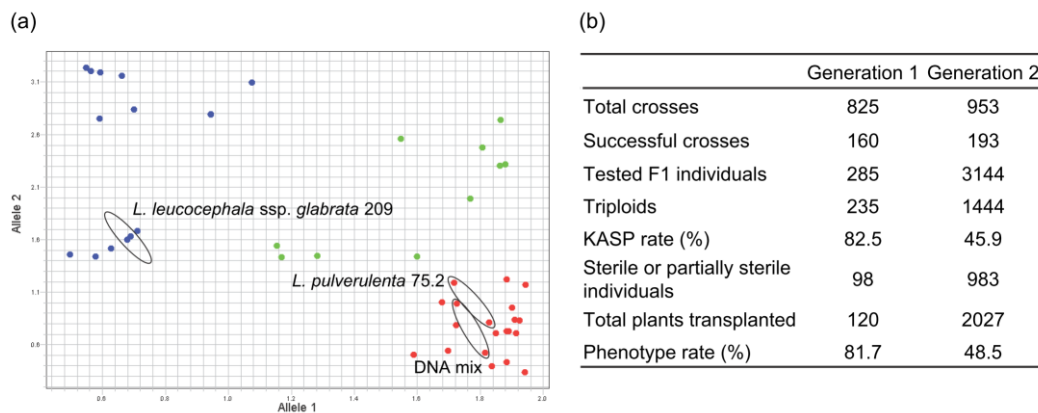 (a)
3.1
2.6
2.1
1.6
1.1
0.6
Allele 2
L. leucocephala ssp. glabrata 209
L. pulverulenta 75.2
DNA mix
0.6 0.8 1.0 1.2 1.4 1.6 1.8 2.0
Allele 1
(b)
Generation 1 Generation 2
Total crosses 825 953
Successful crosses 160 193
Tested F1 individuals 285 3144
Triploids 235 1444
KASP rate (%) 82.5 45.9
Sterile or partially sterile
individuals 98 983
Total plants transplanted 120 2027
Phenotype rate (%) 81.7 48.5